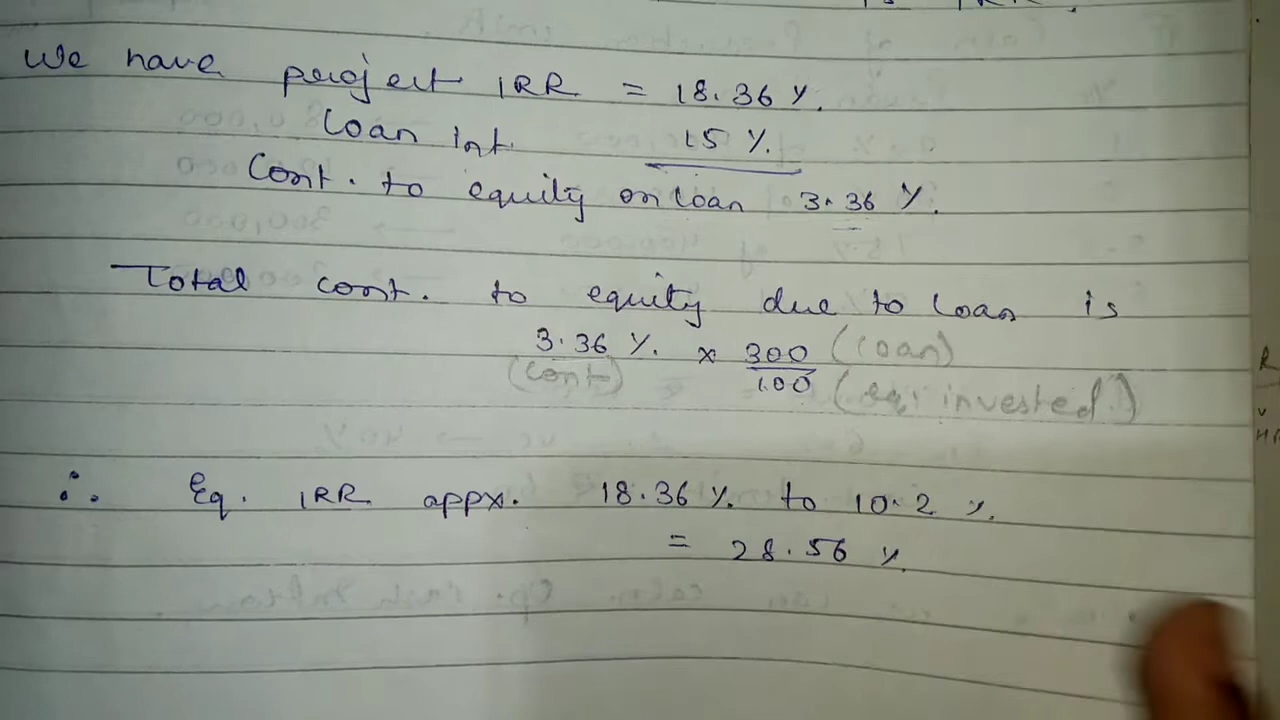 is IRR.
We have project IRR = 18.36 %.
Loan Int. 15 %.
Cont. to equity on loan 3.36 %.
Total cont. to equity due to loan is
3.36 %. x 300 (loan)
(cont) 100 (eq. invested)
∴ Eq. IRR appx. 18.36 %. to 10.2 %.
= 28.56 %.